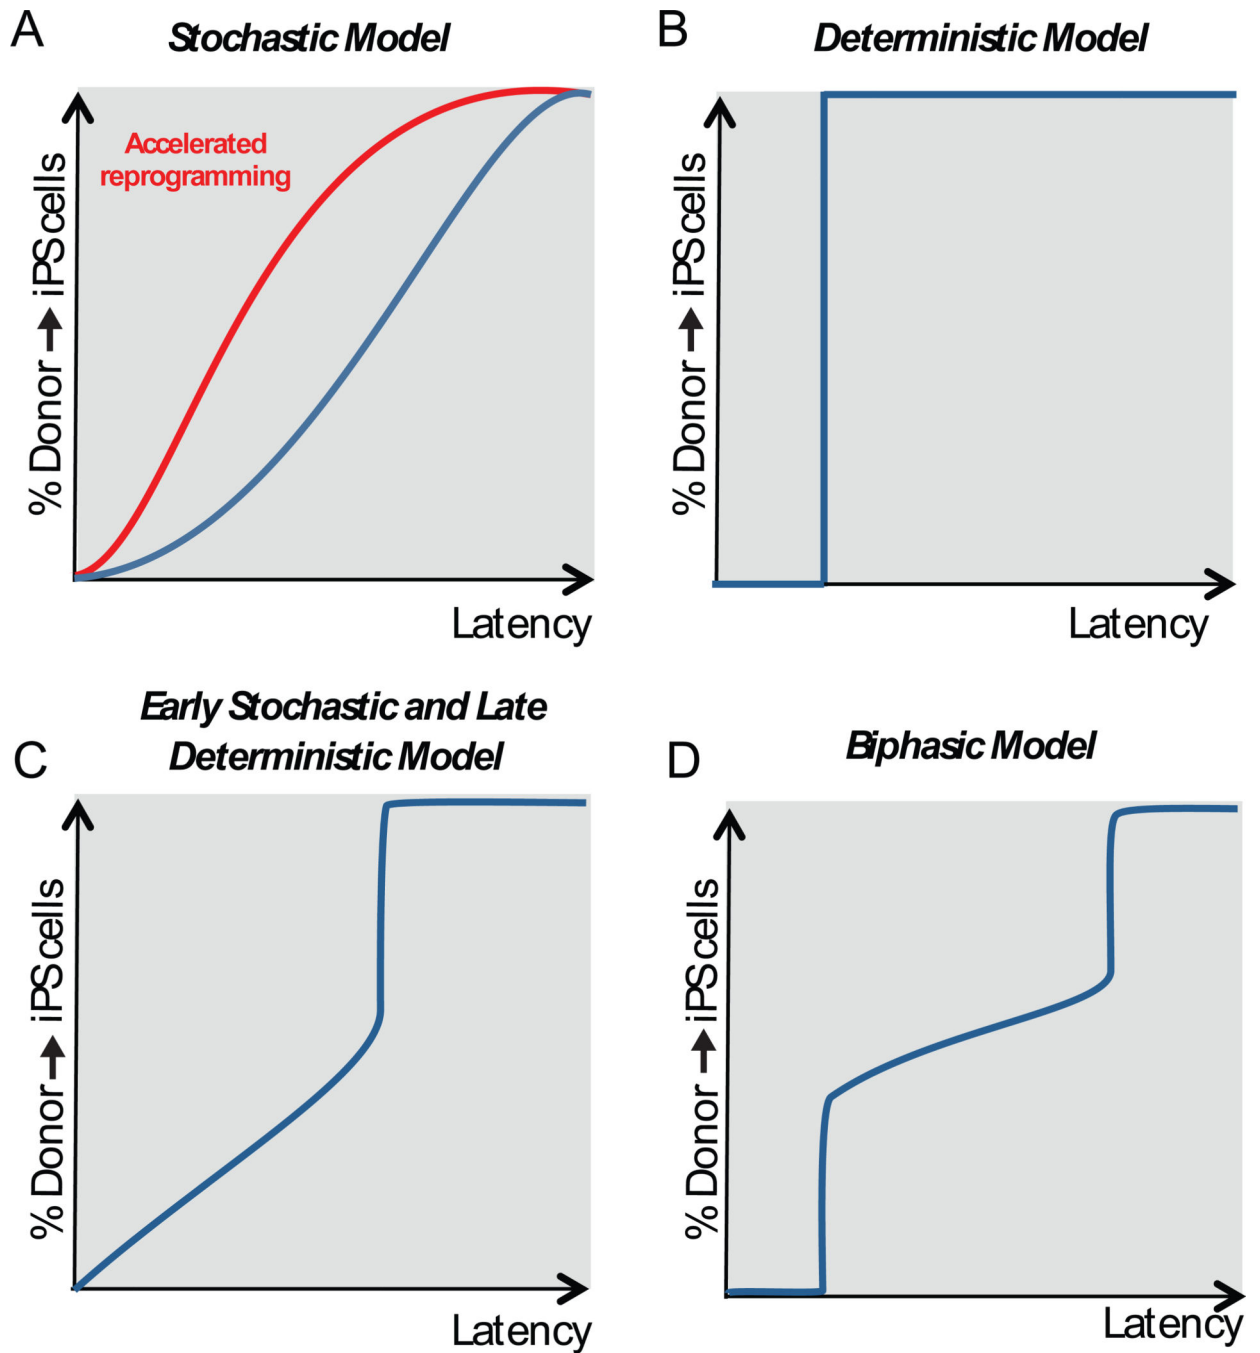 A
Stochastic Model
Accelerated
reprogramming
% Donor → iPS cells
Latency
B
Deterministic Model
% Donor → iPS cells
Latency
C
Early Stochastic and Late
Deterministic Model
% Donor → iPS cells
Latency
D
Biphasic Model
% Donor → iPS cells
Latency